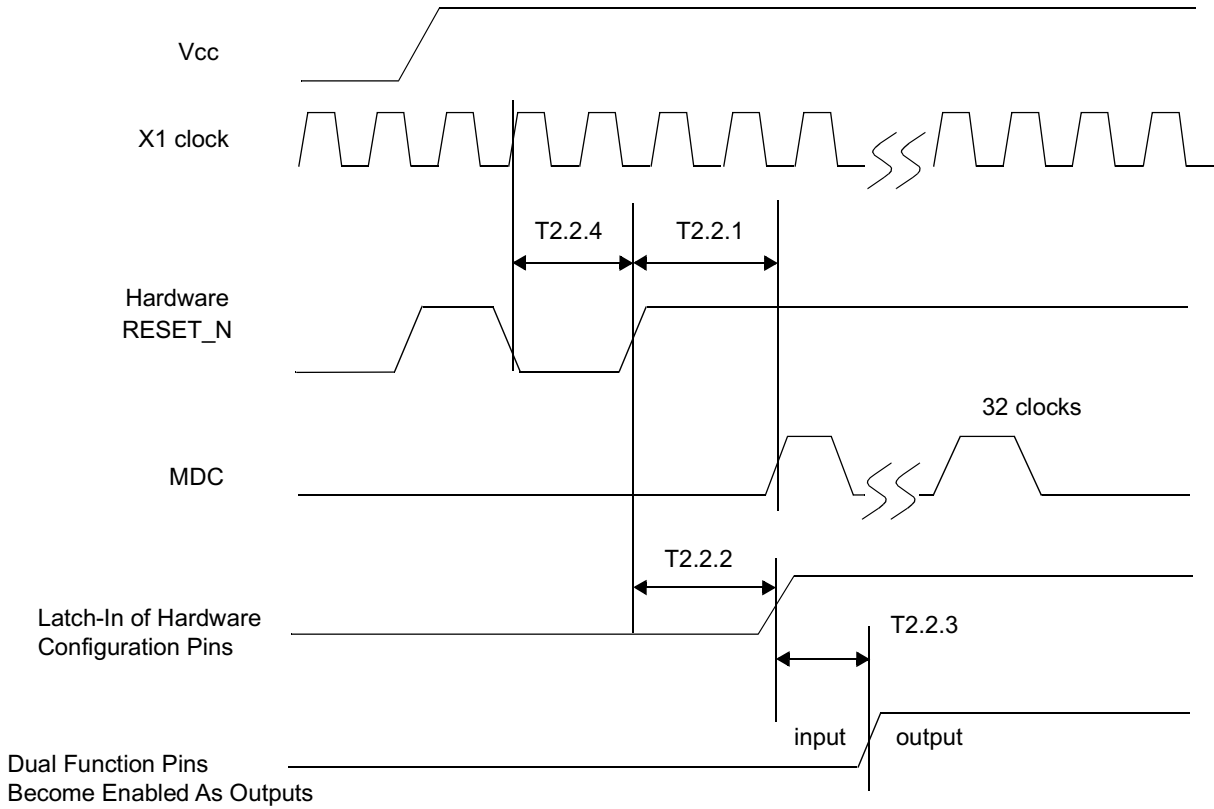 Vcc
X1 clock
T2.2.4
T2.2.1
Hardware
RESET_N
32 clocks
MDC
T2.2.2
Latch-In of Hardware
Configuration Pins
T2.2.3
input
output
Dual Function Pins
Become Enabled As Outputs